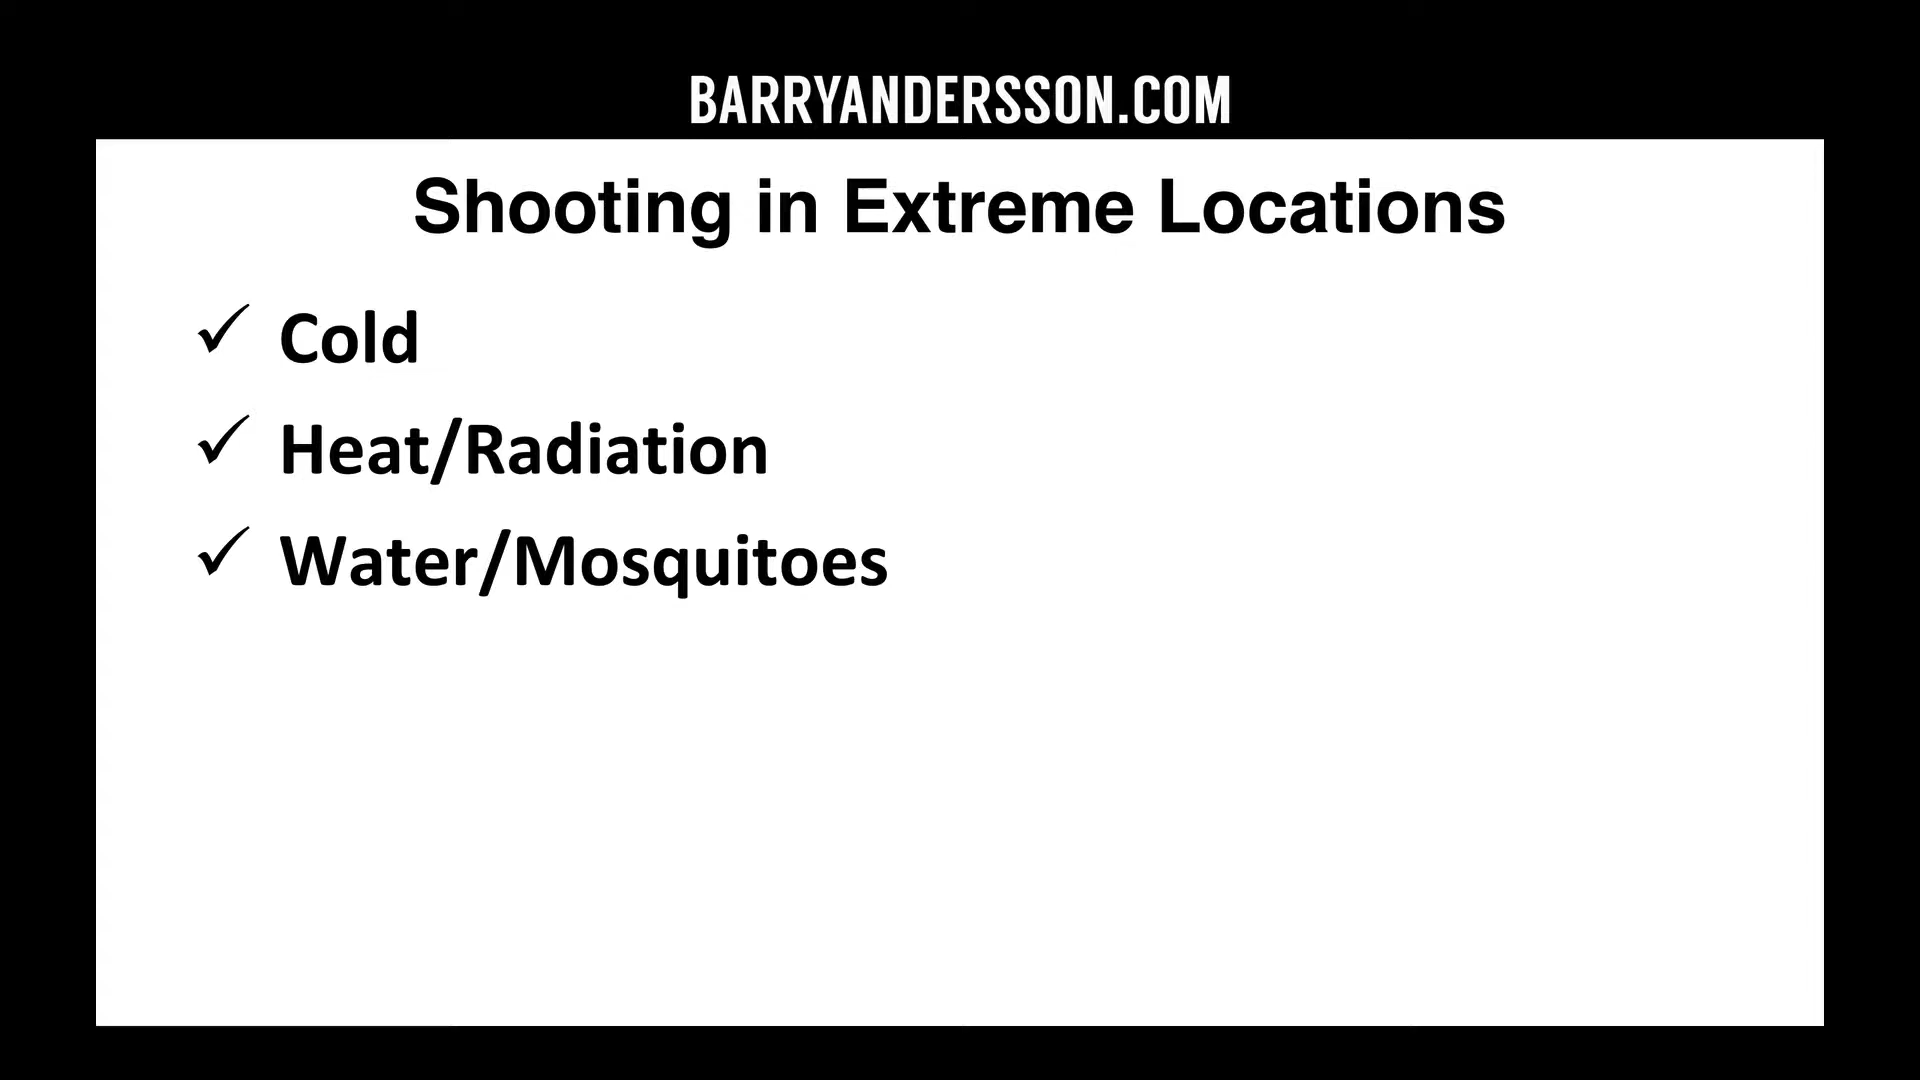 BARRYANDERSSON.COM
Shooting in Extreme Locations
✓ Cold
✓ Heat/Radiation
✓ Water/Mosquitoes